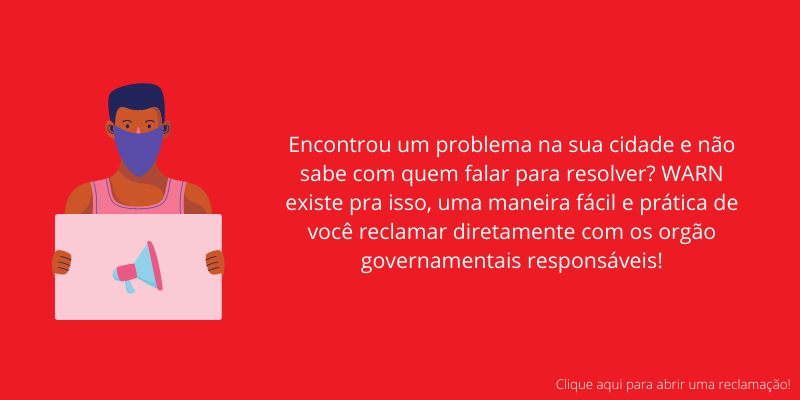 Encontrou um problema na sua cidade e não
sabe com quem falar para resolver? WARN
existe pra isso, uma maneira fácil e prática de
você reclamar diretamente com os orgão
governamentais responsáveis!
Clique aqui para abrir uma reclamação!